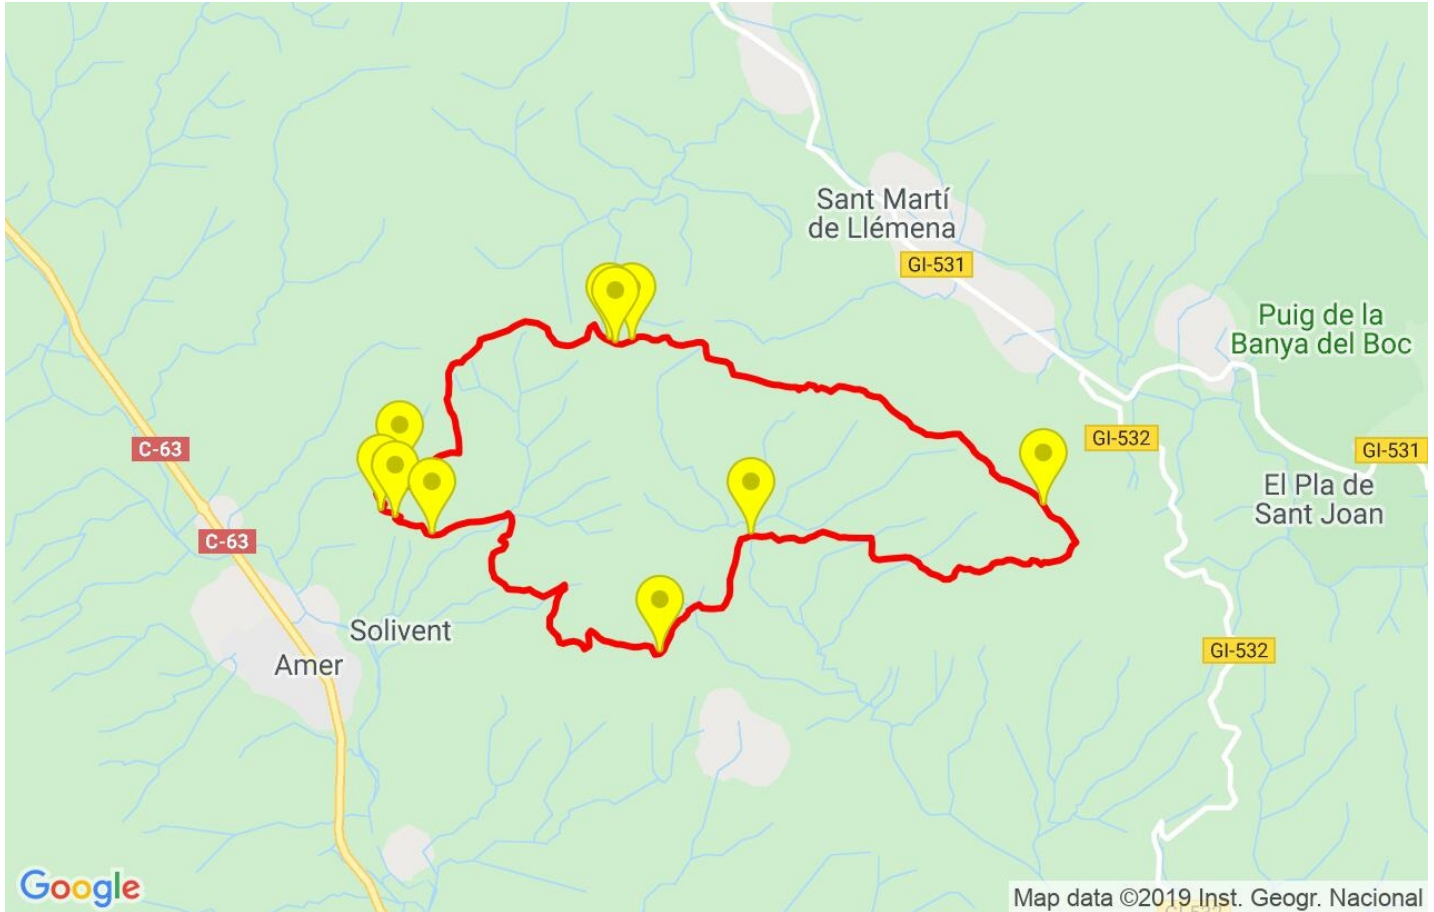 Sant Martí
de Llémena
GI-531
Puig de la
Banya del Boc
C-63
GI-532
GI-531
El Pla de
Sant Joan
C-63
Solivent
Amer
GI-532
Google
Map data ©2019 Inst. Geogr. Nacional